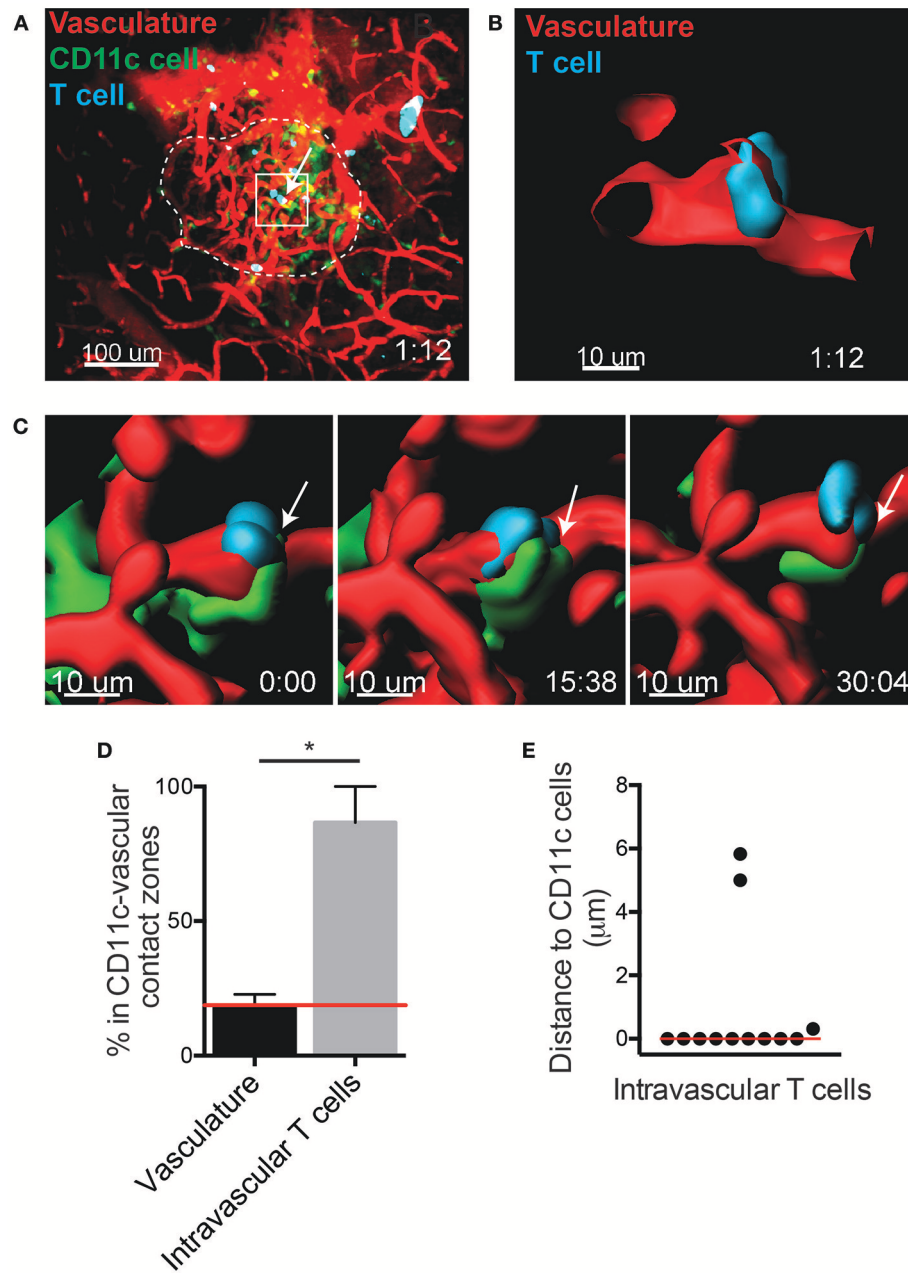 A
Vasculature
CD11c cell
T cell
100 um
1:12
B
Vasculature
T cell
10 um
1:12
C
10 um
0:00
10 um
15:38
10 um
30:04
D
*
% in CD11c-vascular
contact zones
100
50
0
Vasculature
Intravascular T cells
E
Distance to CD11c cells
(μm)
8
6
4
2
0
Intravascular T cells